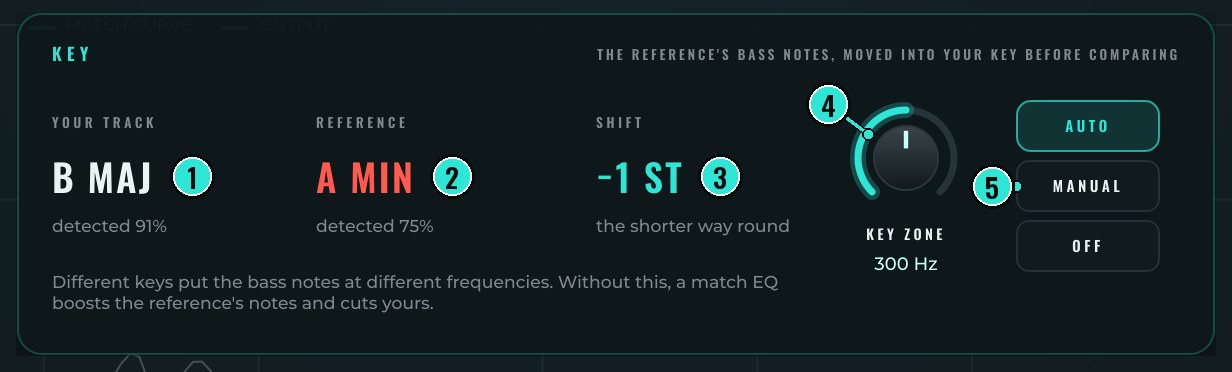 MATCH CURVE OUTPUT
KEY
THE REFERENCE'S BASS NOTES, MOVED INTO YOUR KEY BEFORE COMPARING
YOUR TRACK
REFERENCE
SHIFT
4
AUTO
B MAJ 1
A MIN 2
−1 ST 3
5 MANUAL
detected 91%
detected 75%
the shorter way round
KEY ZONE
OFF
300 Hz
Different keys put the bass notes at different frequencies. Without this, a match EQ
boosts the reference's notes and cuts yours.